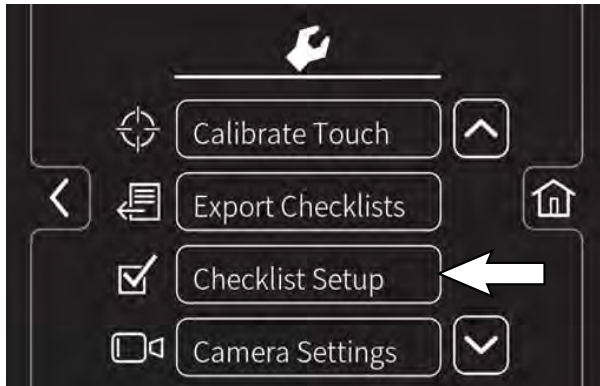 Calibrate Touch
Export Checklists
Checklist Setup
Camera Settings